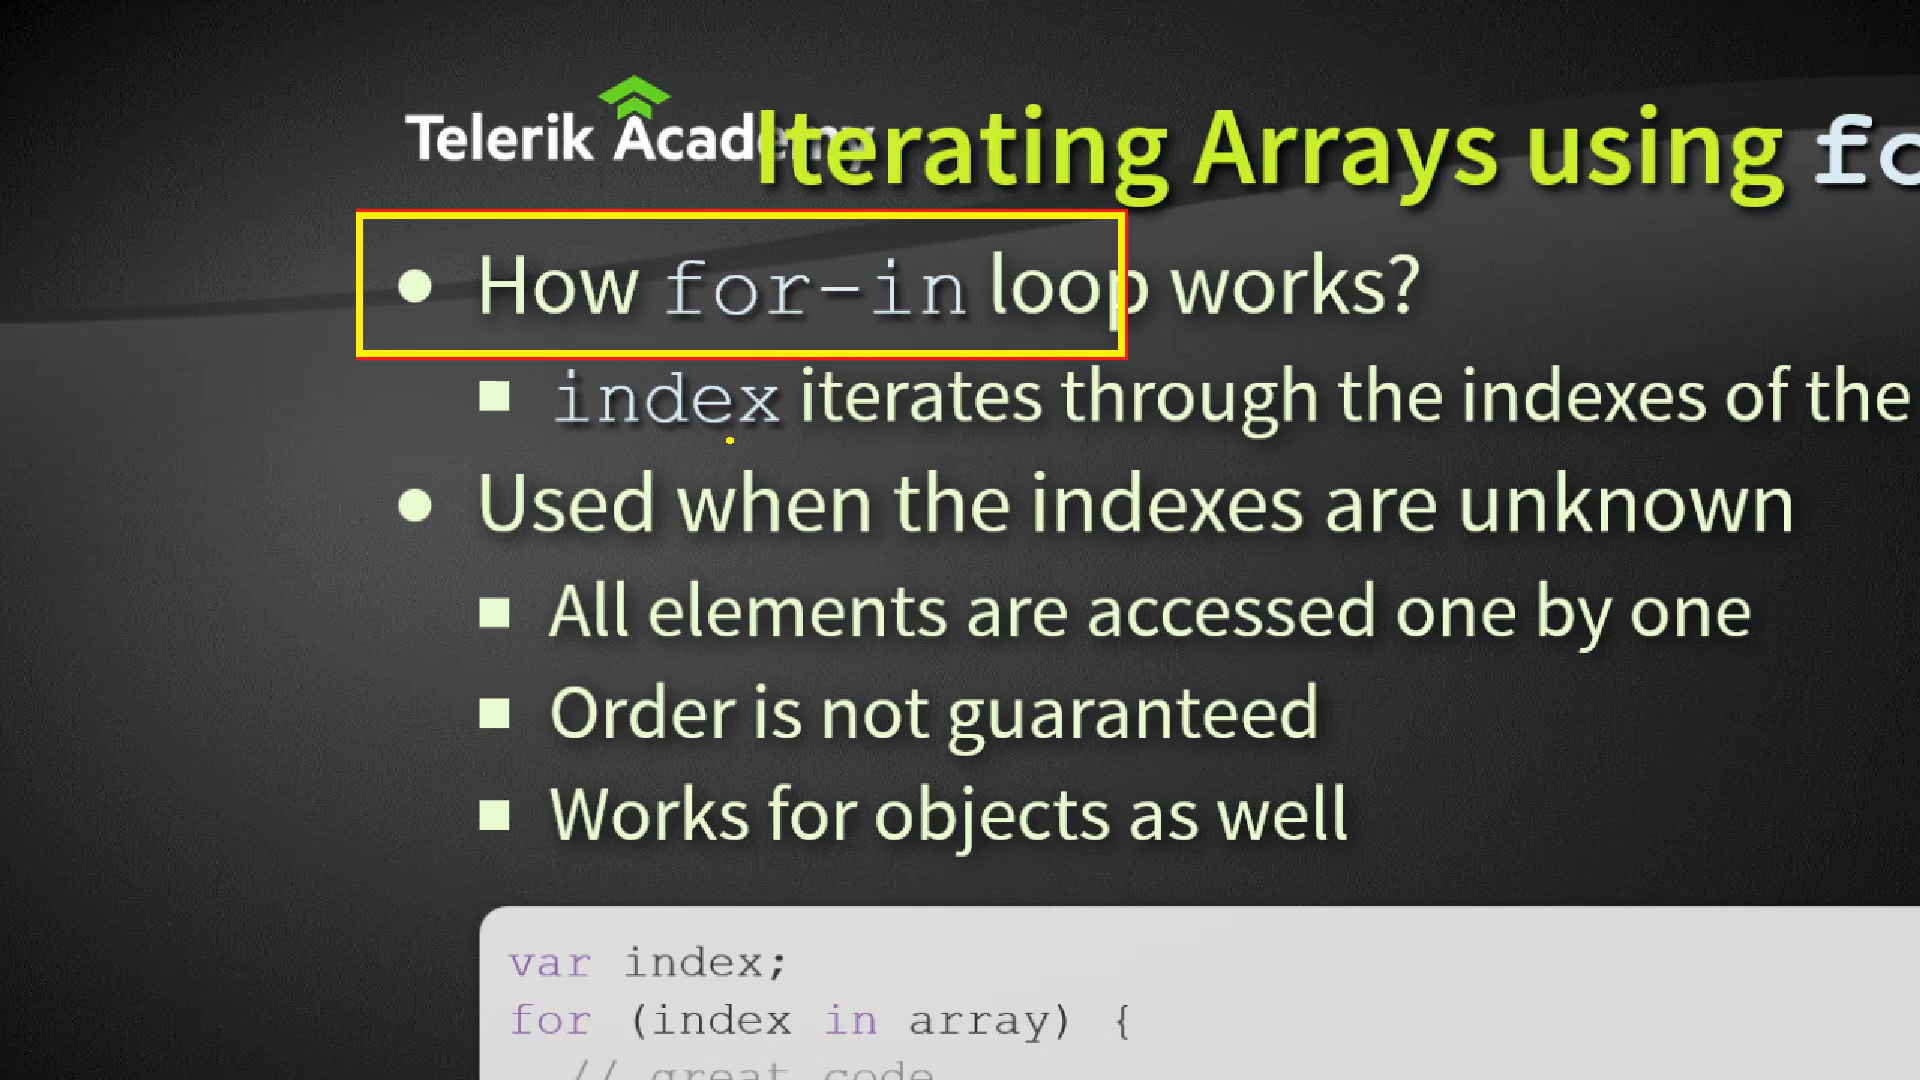 Telerik Academy
Iterating Arrays using
How for-in loop works?
index iterates through the indexes of the
Used when the indexes are unknown
All elements are accessed one by one
Order is not guaranteed
Works for objects as well
var index;
for (index in array) {
// great code